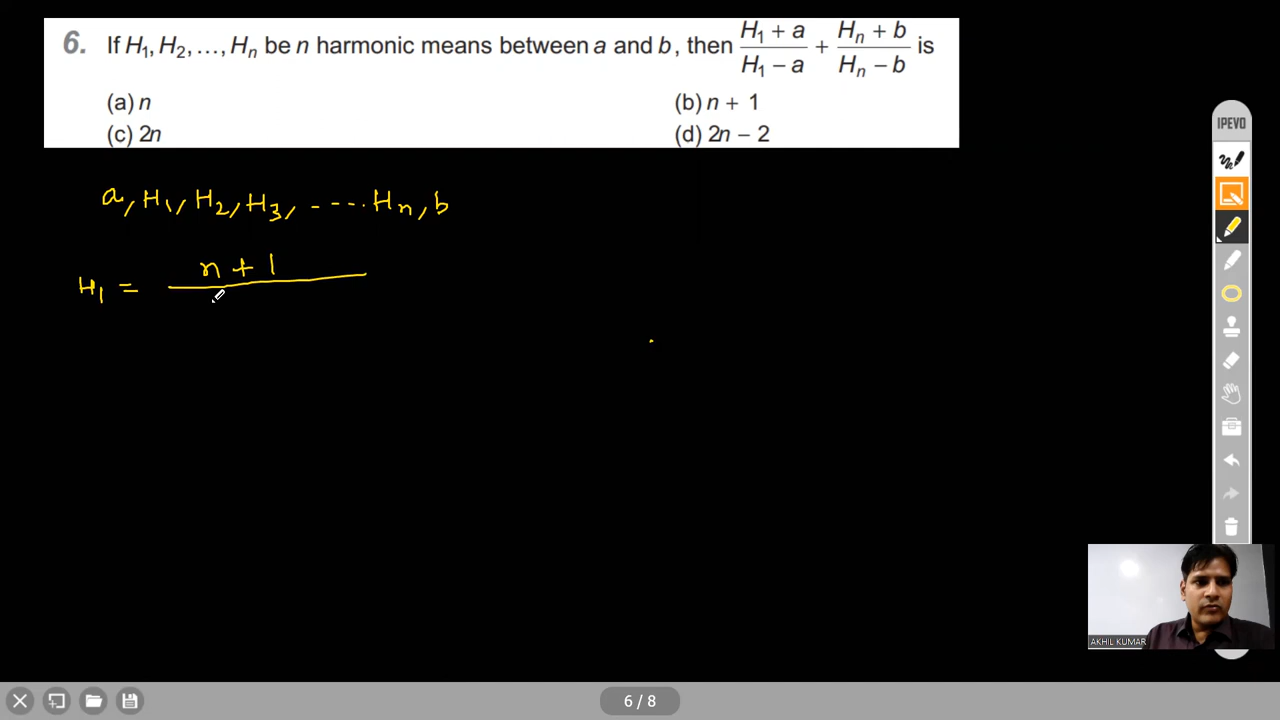 6. If H₁, H₂, ..., Hₙ be n harmonic means between a and b, then (H₁ + a)/(H₁ − a) + (Hₙ + b)/(Hₙ − b) is
(a) n (b) n + 1
(c) 2n (d) 2n − 2
a, H₁, H₂, H₃, ..... Hₙ, b
H₁ = n + 1
IPEVO
AKHIL KUMAR
6 / 8